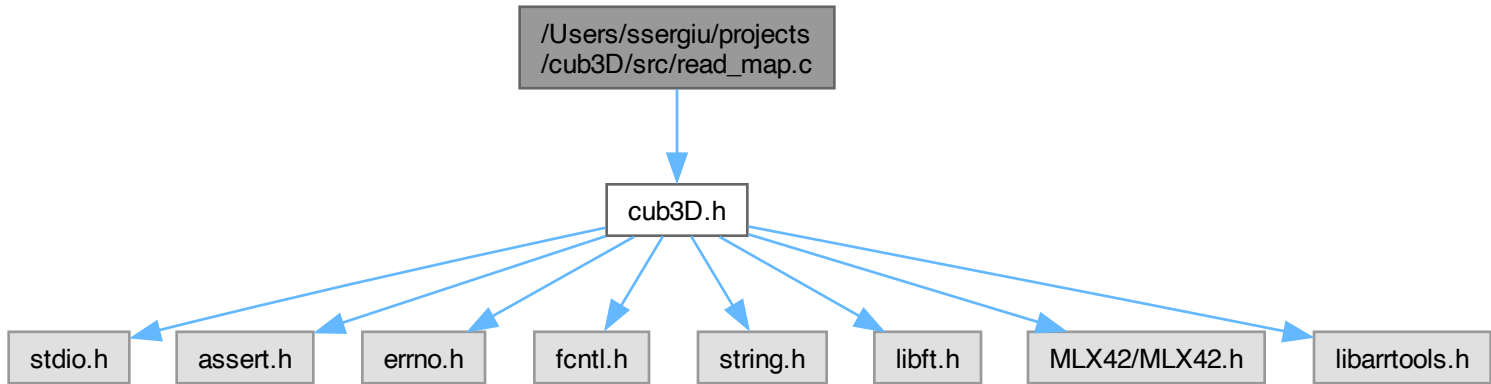 /Users/ssergiu/projects
/cub3D/src/read_map.c
cub3D.h
stdio.h
assert.h
errno.h
fcntl.h
string.h
libft.h
MLX42/MLX42.h
libarrtools.h